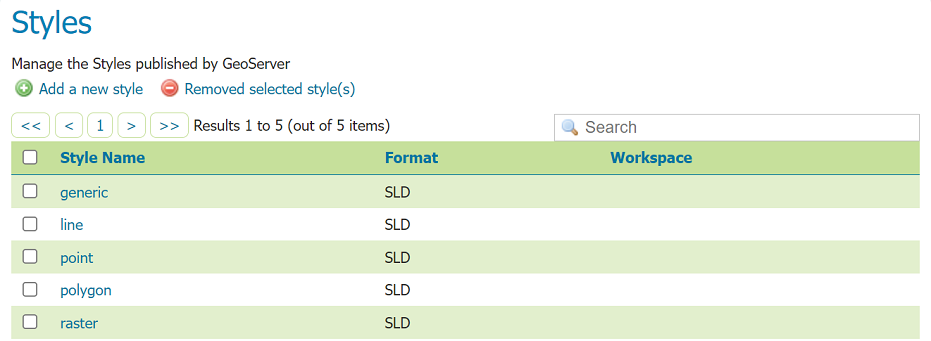 Styles
Manage the Styles published by GeoServer
Add a new style Removed selected style(s)
<< < 1 > >> Results 1 to 5 (out of 5 items) Search
Style Name Format Workspace
generic SLD
line SLD
point SLD
polygon SLD
raster SLD